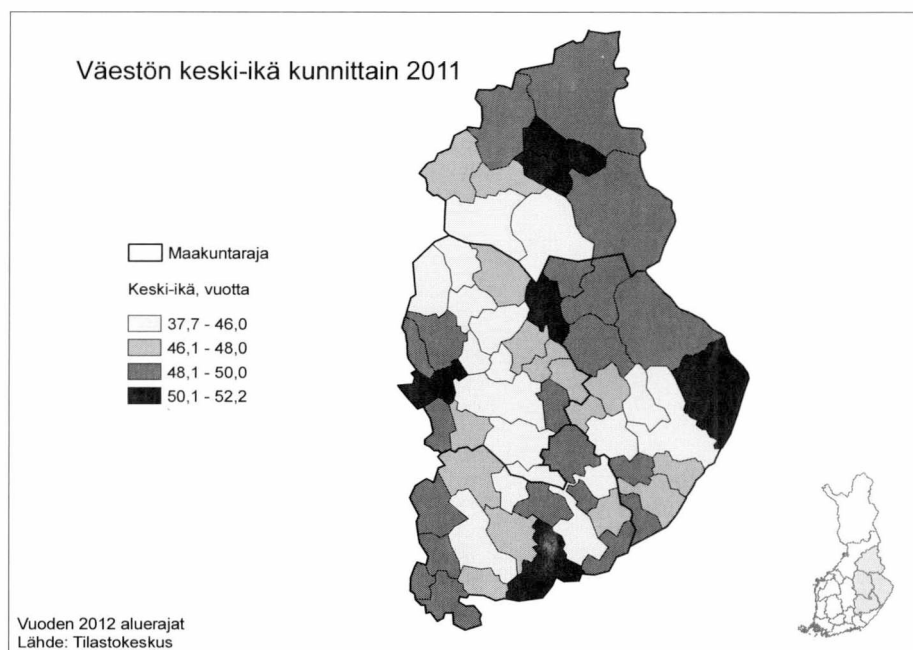 Väestön keski-ikä kunnittain 2011
Maakuntaraja
Keski-ikä, vuotta
37,7 - 46,0
46,1 - 48,0
48,1 - 50,0
50,1 - 52,2
Vuoden 2012 aluerajat
Lähde: Tilastokeskus